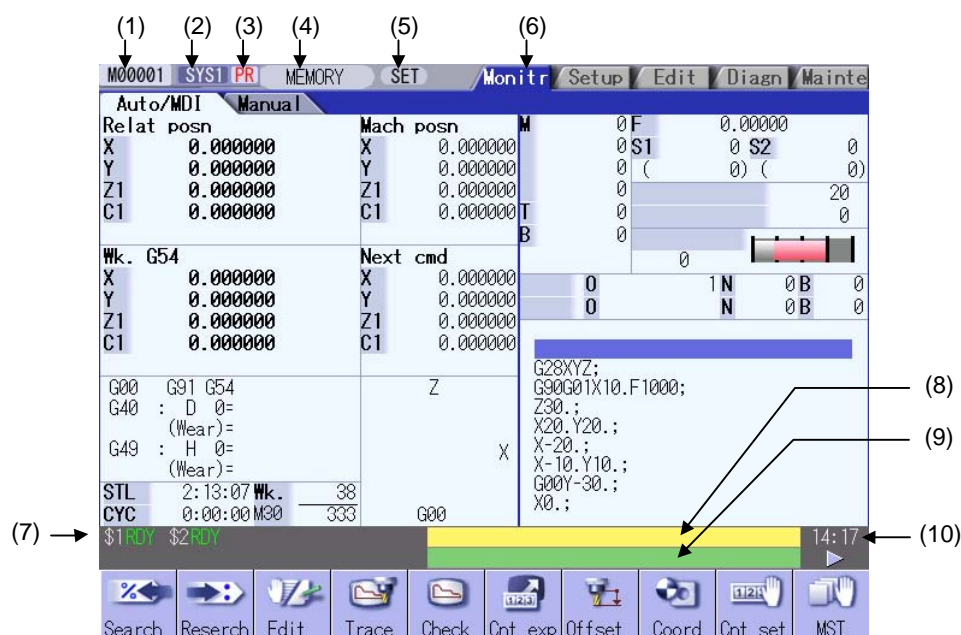 (1) (2) (3) (4) (5) (6)
M00001 SYS1 PR MEMORY SET Monitr Setup Edit Diagn Mainte
Auto/MDI Manual
Relat posn
X 0.000000
Y 0.000000
Z1 0.000000
C1 0.000000
Mach posn
X 0.000000
Y 0.000000
Z1 0.000000
C1 0.000000
M 0
0
0
0
T 0
B 0
F 0.00000
S1 0 S2 0
( 0) ( 0)
20
0
0
Wk. G54
X 0.000000
Y 0.000000
Z1 0.000000
C1 0.000000
Next cmd
X 0.000000
Y 0.000000
Z1 0.000000
C1 0.000000
O 1 N 0 B 0
O N 0 B 0
G28XYZ;
G90G01X10.F1000;
Z30.;
X20.Y20.;
X-20.;
X-10.Y10.;
G00Y-30.;
X0.;
(8)
(9)
G00 G91 G54
G40 : D 0=
(Wear)=
G49 : H 0=
(Wear)=
Z
X
G00
STL 2:13:07 Wk. 38
CYC 0:00:00 M30 333
(7) $1RDY $2RDY 14:17 (10)
Search Reserch Edit Trace Check Cnt exp Offset Coord Cnt set MST